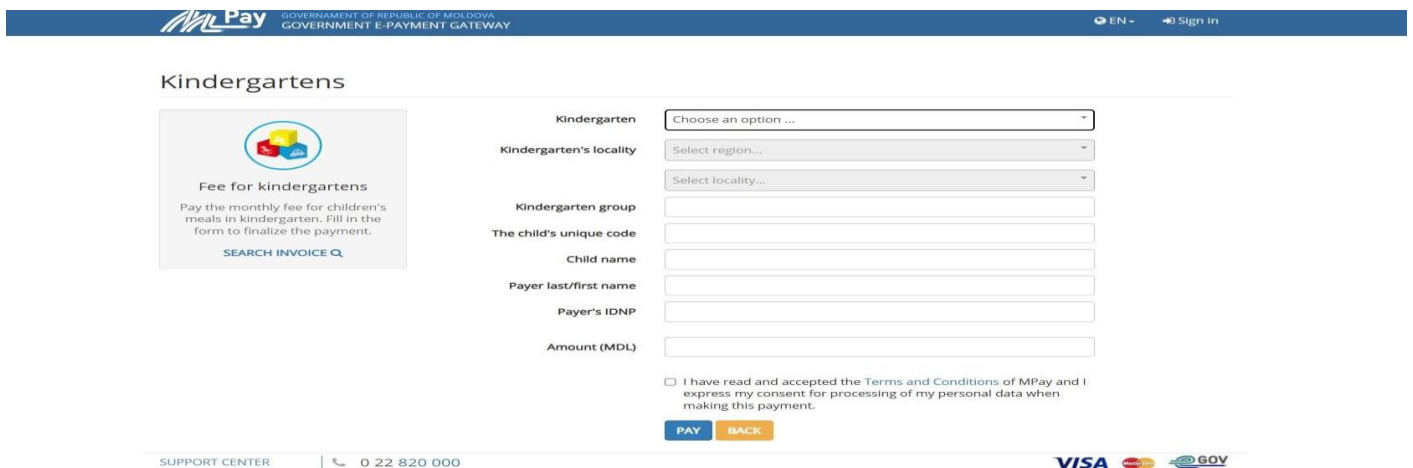 Pay
GOVERNAMENT OF REPUBLIC OF MOLDOVA
GOVERNMENT E-PAYMENT GATEWAY
EN
Sign in
Kindergartens
Fee for kindergartens
Pay the monthly fee for children's
meals in kindergarten. Fill in the
form to finalize the payment.
SEARCH INVOICE
Kindergarten
Choose an option ...
Kindergarten's locality
Select region...
Select locality...
Kindergarten group
The child's unique code
Child name
Payer last/first name
Payer's IDNP
Amount (MDL)
I have read and accepted the Terms and Conditions of MPay and I
express my consent for processing of my personal data when
making this payment.
PAY
BACK
SUPPORT CENTER
0 22 820 000
VISA
GOV